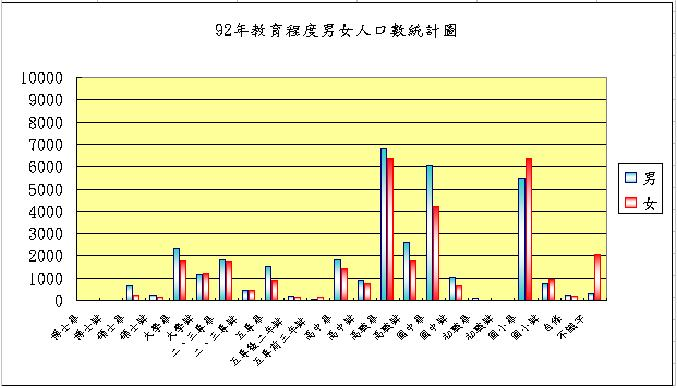 92年教育程度男女人口數統計圖
10000
9000
8000
7000
6000
5000
4000
3000
2000
1000
0
男
女
博士畢
博士肄
碩士畢
碩士肄
大學畢
大學肄
二、三專畢
二、三專肄
五專畢
五專後二年肄
五專前三年肄
高中畢
高中肄
高職畢
高職肄
國中畢
國中肄
初職畢
初職肄
國小畢
國小肄
自修
不識字